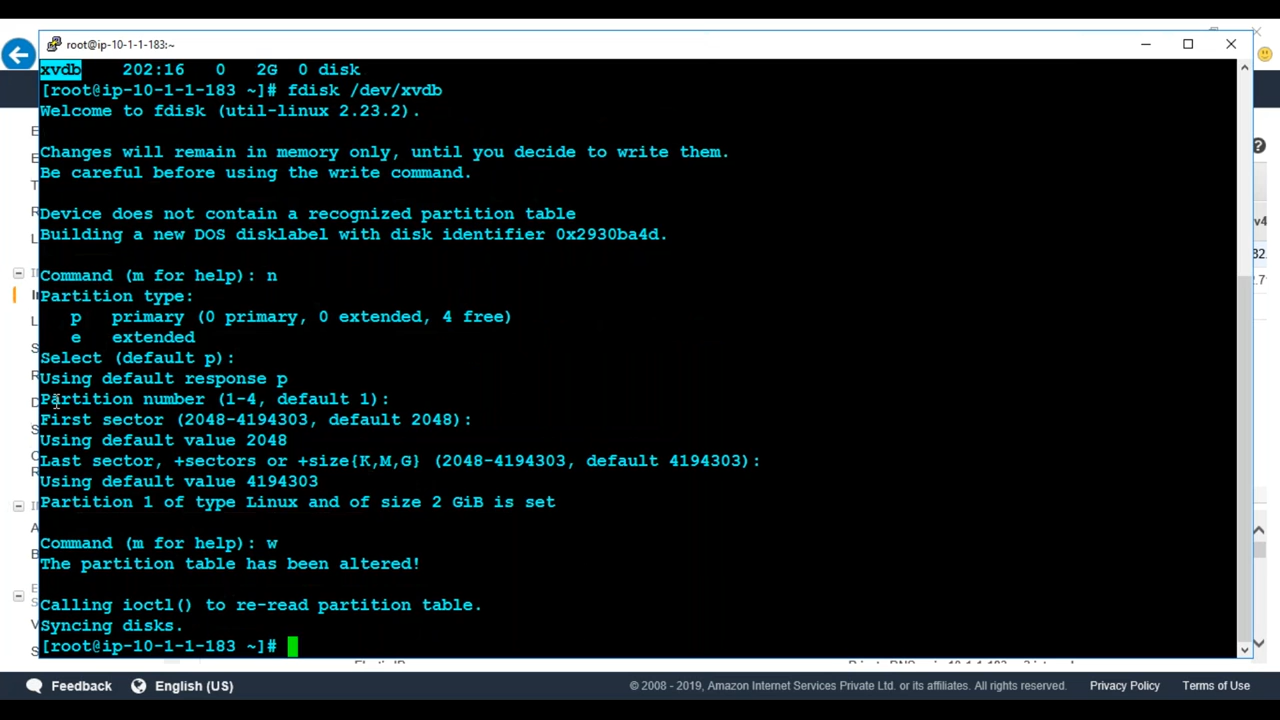 root@ip-10-1-1-183:~
xvdb 202:16 0 2G 0 disk
[root@ip-10-1-1-183 ~]# fdisk /dev/xvdb
Welcome to fdisk (util-linux 2.23.2).
Changes will remain in memory only, until you decide to write them.
Be careful before using the write command.
Device does not contain a recognized partition table
Building a new DOS disklabel with disk identifier 0x2930ba4d.
Command (m for help): n
Partition type:
p primary (0 primary, 0 extended, 4 free)
e extended
Select (default p):
Using default response p
Partition number (1-4, default 1):
First sector (2048-4194303, default 2048):
Using default value 2048
Last sector, +sectors or +size{K,M,G} (2048-4194303, default 4194303):
Using default value 4194303
Partition 1 of type Linux and of size 2 GiB is set
Command (m for help): w
The partition table has been altered!
Calling ioctl() to re-read partition table.
Syncing disks.
[root@ip-10-1-1-183 ~]#
Feedback English (US) © 2008 - 2019, Amazon Internet Services Private Ltd. or its affiliates. All rights reserved. Privacy Policy Terms of Use